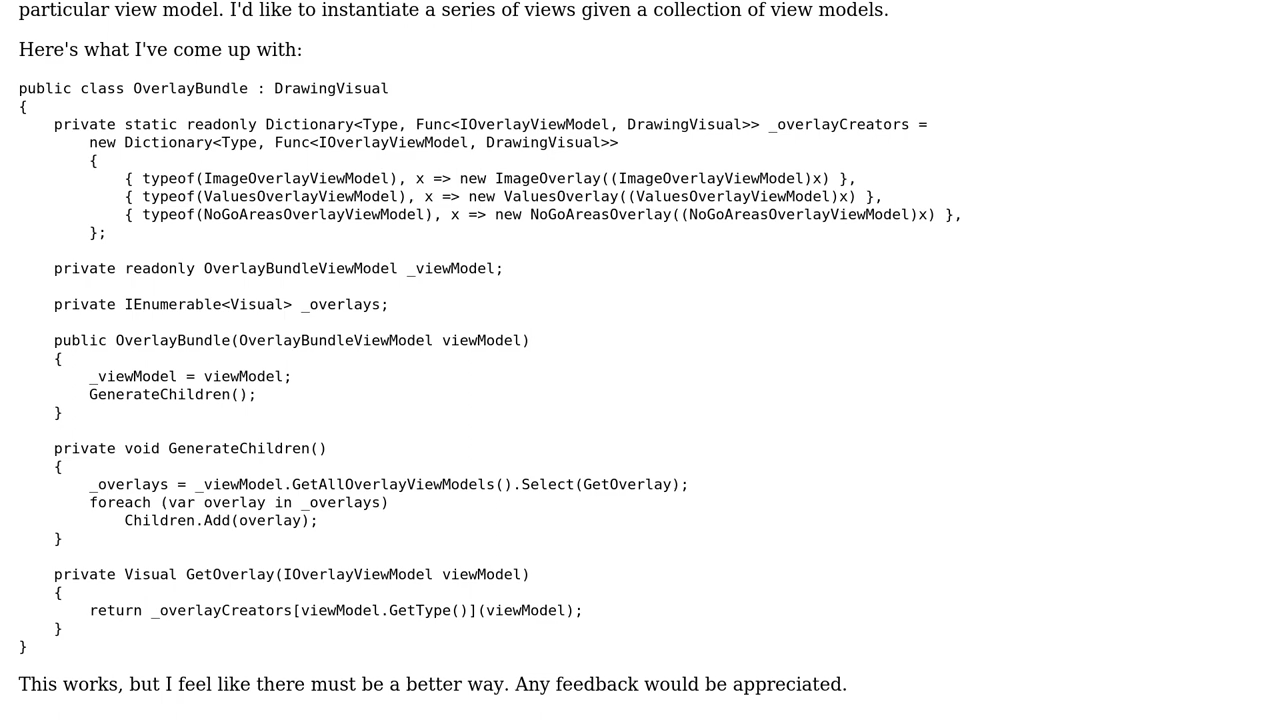 particular view model. I'd like to instantiate a series of views given a collection of view models.
Here's what I've come up with:
public class OverlayBundle : DrawingVisual
{
    private static readonly Dictionary<Type, Func<IOverlayViewModel, DrawingVisual>> _overlayCreators =
        new Dictionary<Type, Func<IOverlayViewModel, DrawingVisual>>
        {
            { typeof(ImageOverlayViewModel), x => new ImageOverlay((ImageOverlayViewModel)x) },
            { typeof(ValuesOverlayViewModel), x => new ValuesOverlay((ValuesOverlayViewModel)x) },
            { typeof(NoGoAreasOverlayViewModel), x => new NoGoAreasOverlay((NoGoAreasOverlayViewModel)x) },
        };
    private readonly OverlayBundleViewModel _viewModel;
    private IEnumerable<Visual> _overlays;
    public OverlayBundle(OverlayBundleViewModel viewModel)
    {
        _viewModel = viewModel;
        GenerateChildren();
    }
    private void GenerateChildren()
    {
        _overlays = _viewModel.GetAllOverlayViewModels().Select(GetOverlay);
        foreach (var overlay in _overlays)
            Children.Add(overlay);
    }
    private Visual GetOverlay(IOverlayViewModel viewModel)
    {
        return _overlayCreators[viewModel.GetType()](viewModel);
    }
}
This works, but I feel like there must be a better way. Any feedback would be appreciated.